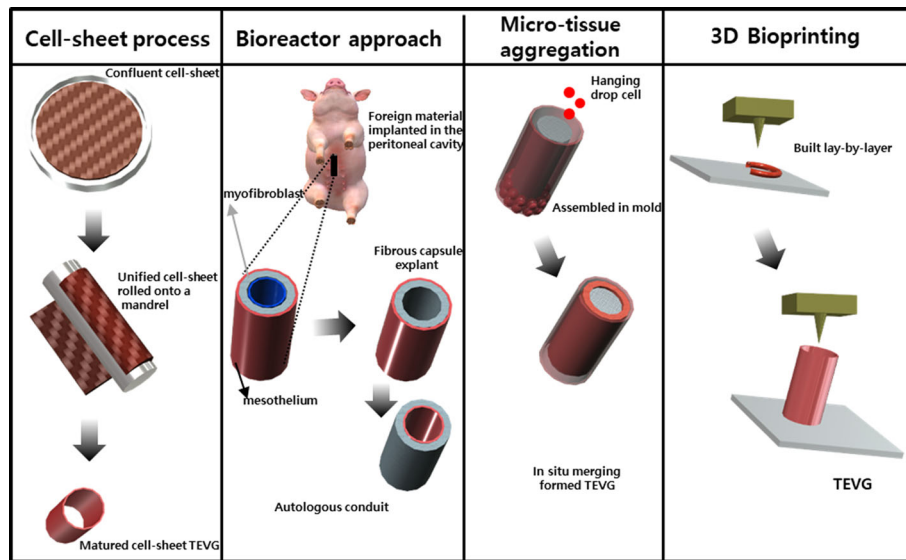 Cell-sheet process
Confluent cell-sheet
Unified cell-sheet
rolled onto a
mandrel
Matured cell-sheet TEVG
Bioreactor approach
Foreign material
implanted in the
peritoneal cavity
myofibroblast
Fibrous capsule
explant
mesothelium
Autologous conduit
Micro-tissue
aggregation
Hanging
drop cell
Assembled in mold
In situ merging
formed TEVG
3D Bioprinting
Built lay-by-layer
TEVG